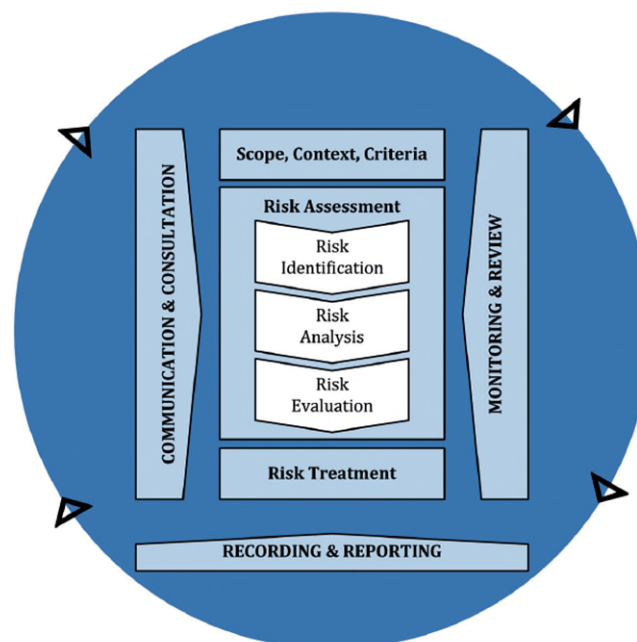 Scope, Context, Criteria
COMMUNICATION & CONSULTATION
Risk Assessment
Risk
Identification
Risk
Analysis
Risk
Evaluation
MONITORING & REVIEW
Risk Treatment
RECORDING & REPORTING